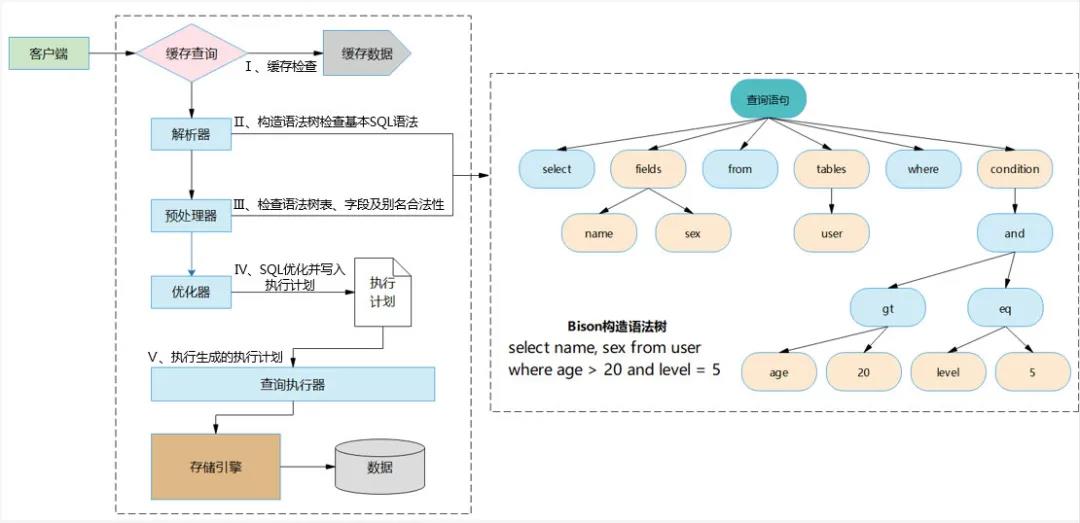 客户端
缓存查询
缓存数据
Ⅰ、缓存检查
解析器
Ⅱ、构造语法树检查基本SQL语法
预处理器
Ⅲ、检查语法树表、字段及别名合法性
优化器
Ⅳ、SQL优化并写入
执行计划
执行
计划
Ⅴ、执行生成的执行计划
查询执行器
存储引擎
数据
查询语句
select
fields
from
tables
where
condition
name
sex
user
and
gt
eq
age
20
level
5
Bison构造语法树
select name, sex from user
where age > 20 and level = 5